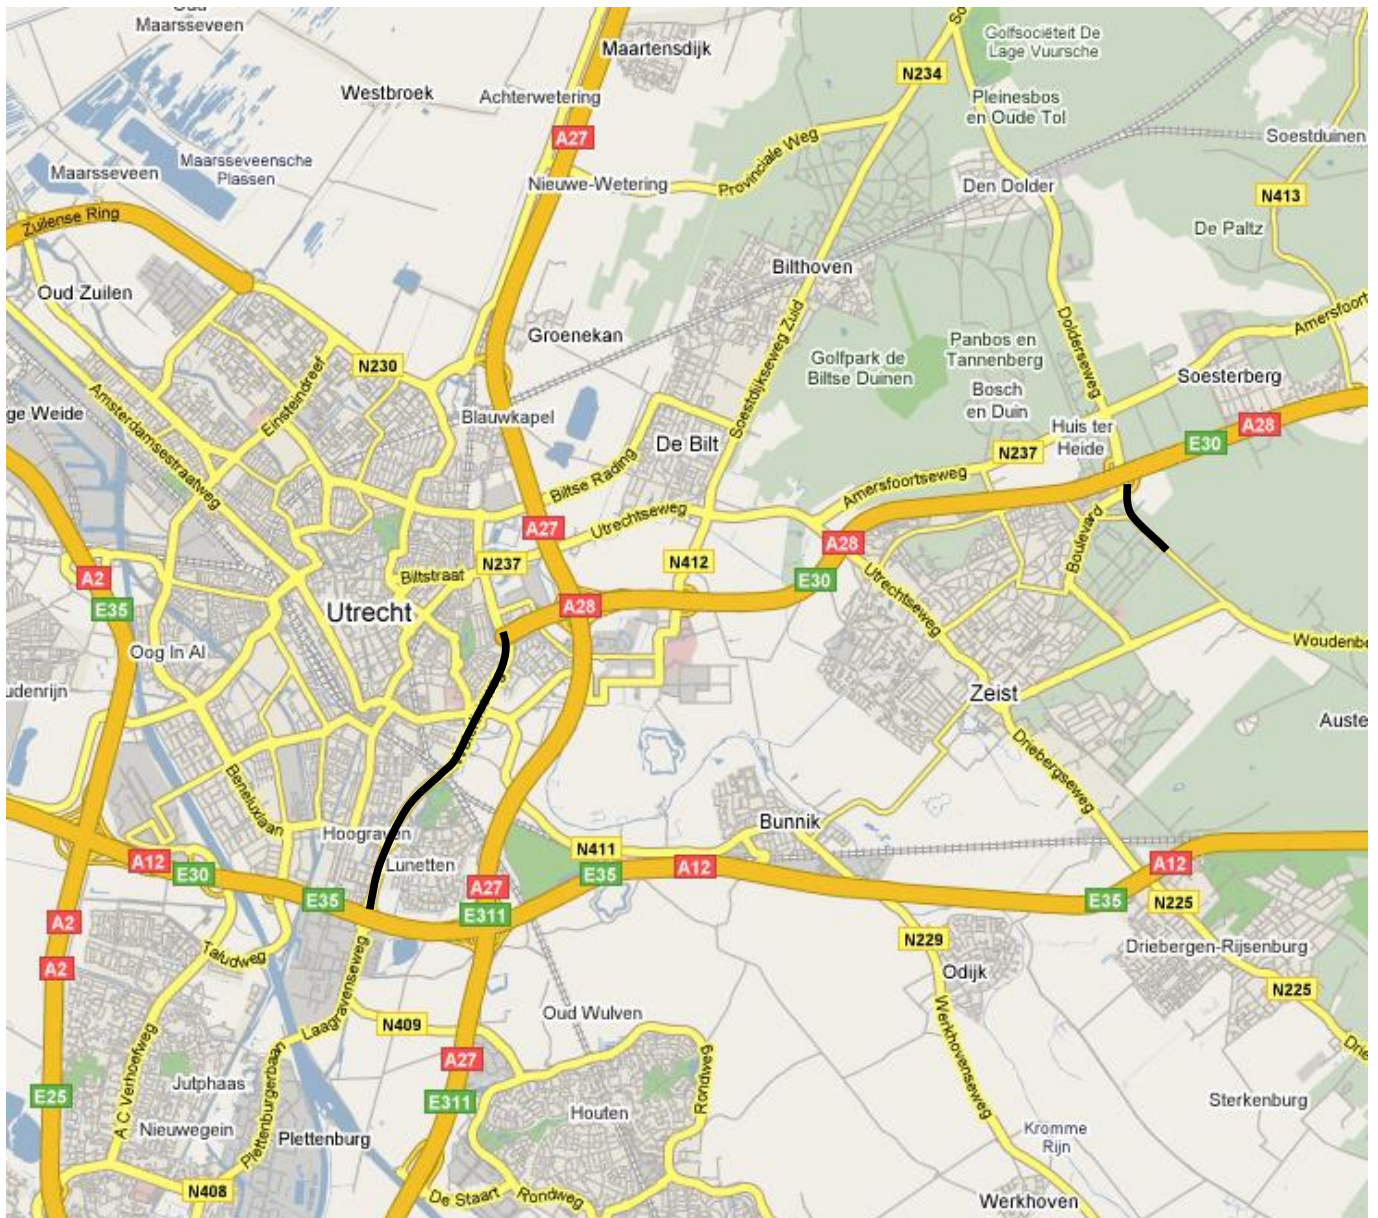 Oud
Maarsseveen
Maartensdijk
Golfsociëteit De
Lage Vuursche
Westbroek
Achterwetering
N234
Pleinesbos
en Oude Tol
A27
Provinciale Weg
Soestduinen
Maarsseveensche
Plassen
Maarsseveen
Nieuwe-Wetering
Den Dolder
N413
Zuilense Ring
De Paltz
Bilthoven
Oud Zuilen
Groenekan
Soestdijkseweg Zuid
Dolderseweg
Amersfoort
Golfpark de
Biltse Duinen
Panbos en
Tannenberg
N230
Einsteindreef
Bosch
en Duin
Soesterberg
Amsterdamsestraatweg
ge Weide
Blauwkapel
De Bilt
Huis ter
Heide
A28
E30
N237
Biltse Rading
Amersfoortseweg
Utrechtseweg
A27
Boulevard
A2
Biltstraat
N237
N412
A28
E30
Utrechtseweg
E35
Utrecht
A28
Oog In Al
Woudenbe
udenrijn
Zeist
Auste
Driebergseweg
Beneluxlaan
Hoograven
Bunnik
Lunetten
N411
A12
E30
E35
A27
E311
E35
A12
A12
E35
N225
A2
A2
Taludweg
Laagravenseweg
N229
Odijk
Driebergen-Rijsenburg
N225
N409
Oud Wulven
Werkhovenseweg
A.C Verhoefweg
Plettenburgerbaan
A27
Rondweg
Drie
E25
Jutphaas
E311
Houten
Sterkenburg
Nieuwegein
Plettenburg
Kromme
Rijn
N408
De Staart
Rondweg
Werkhoven